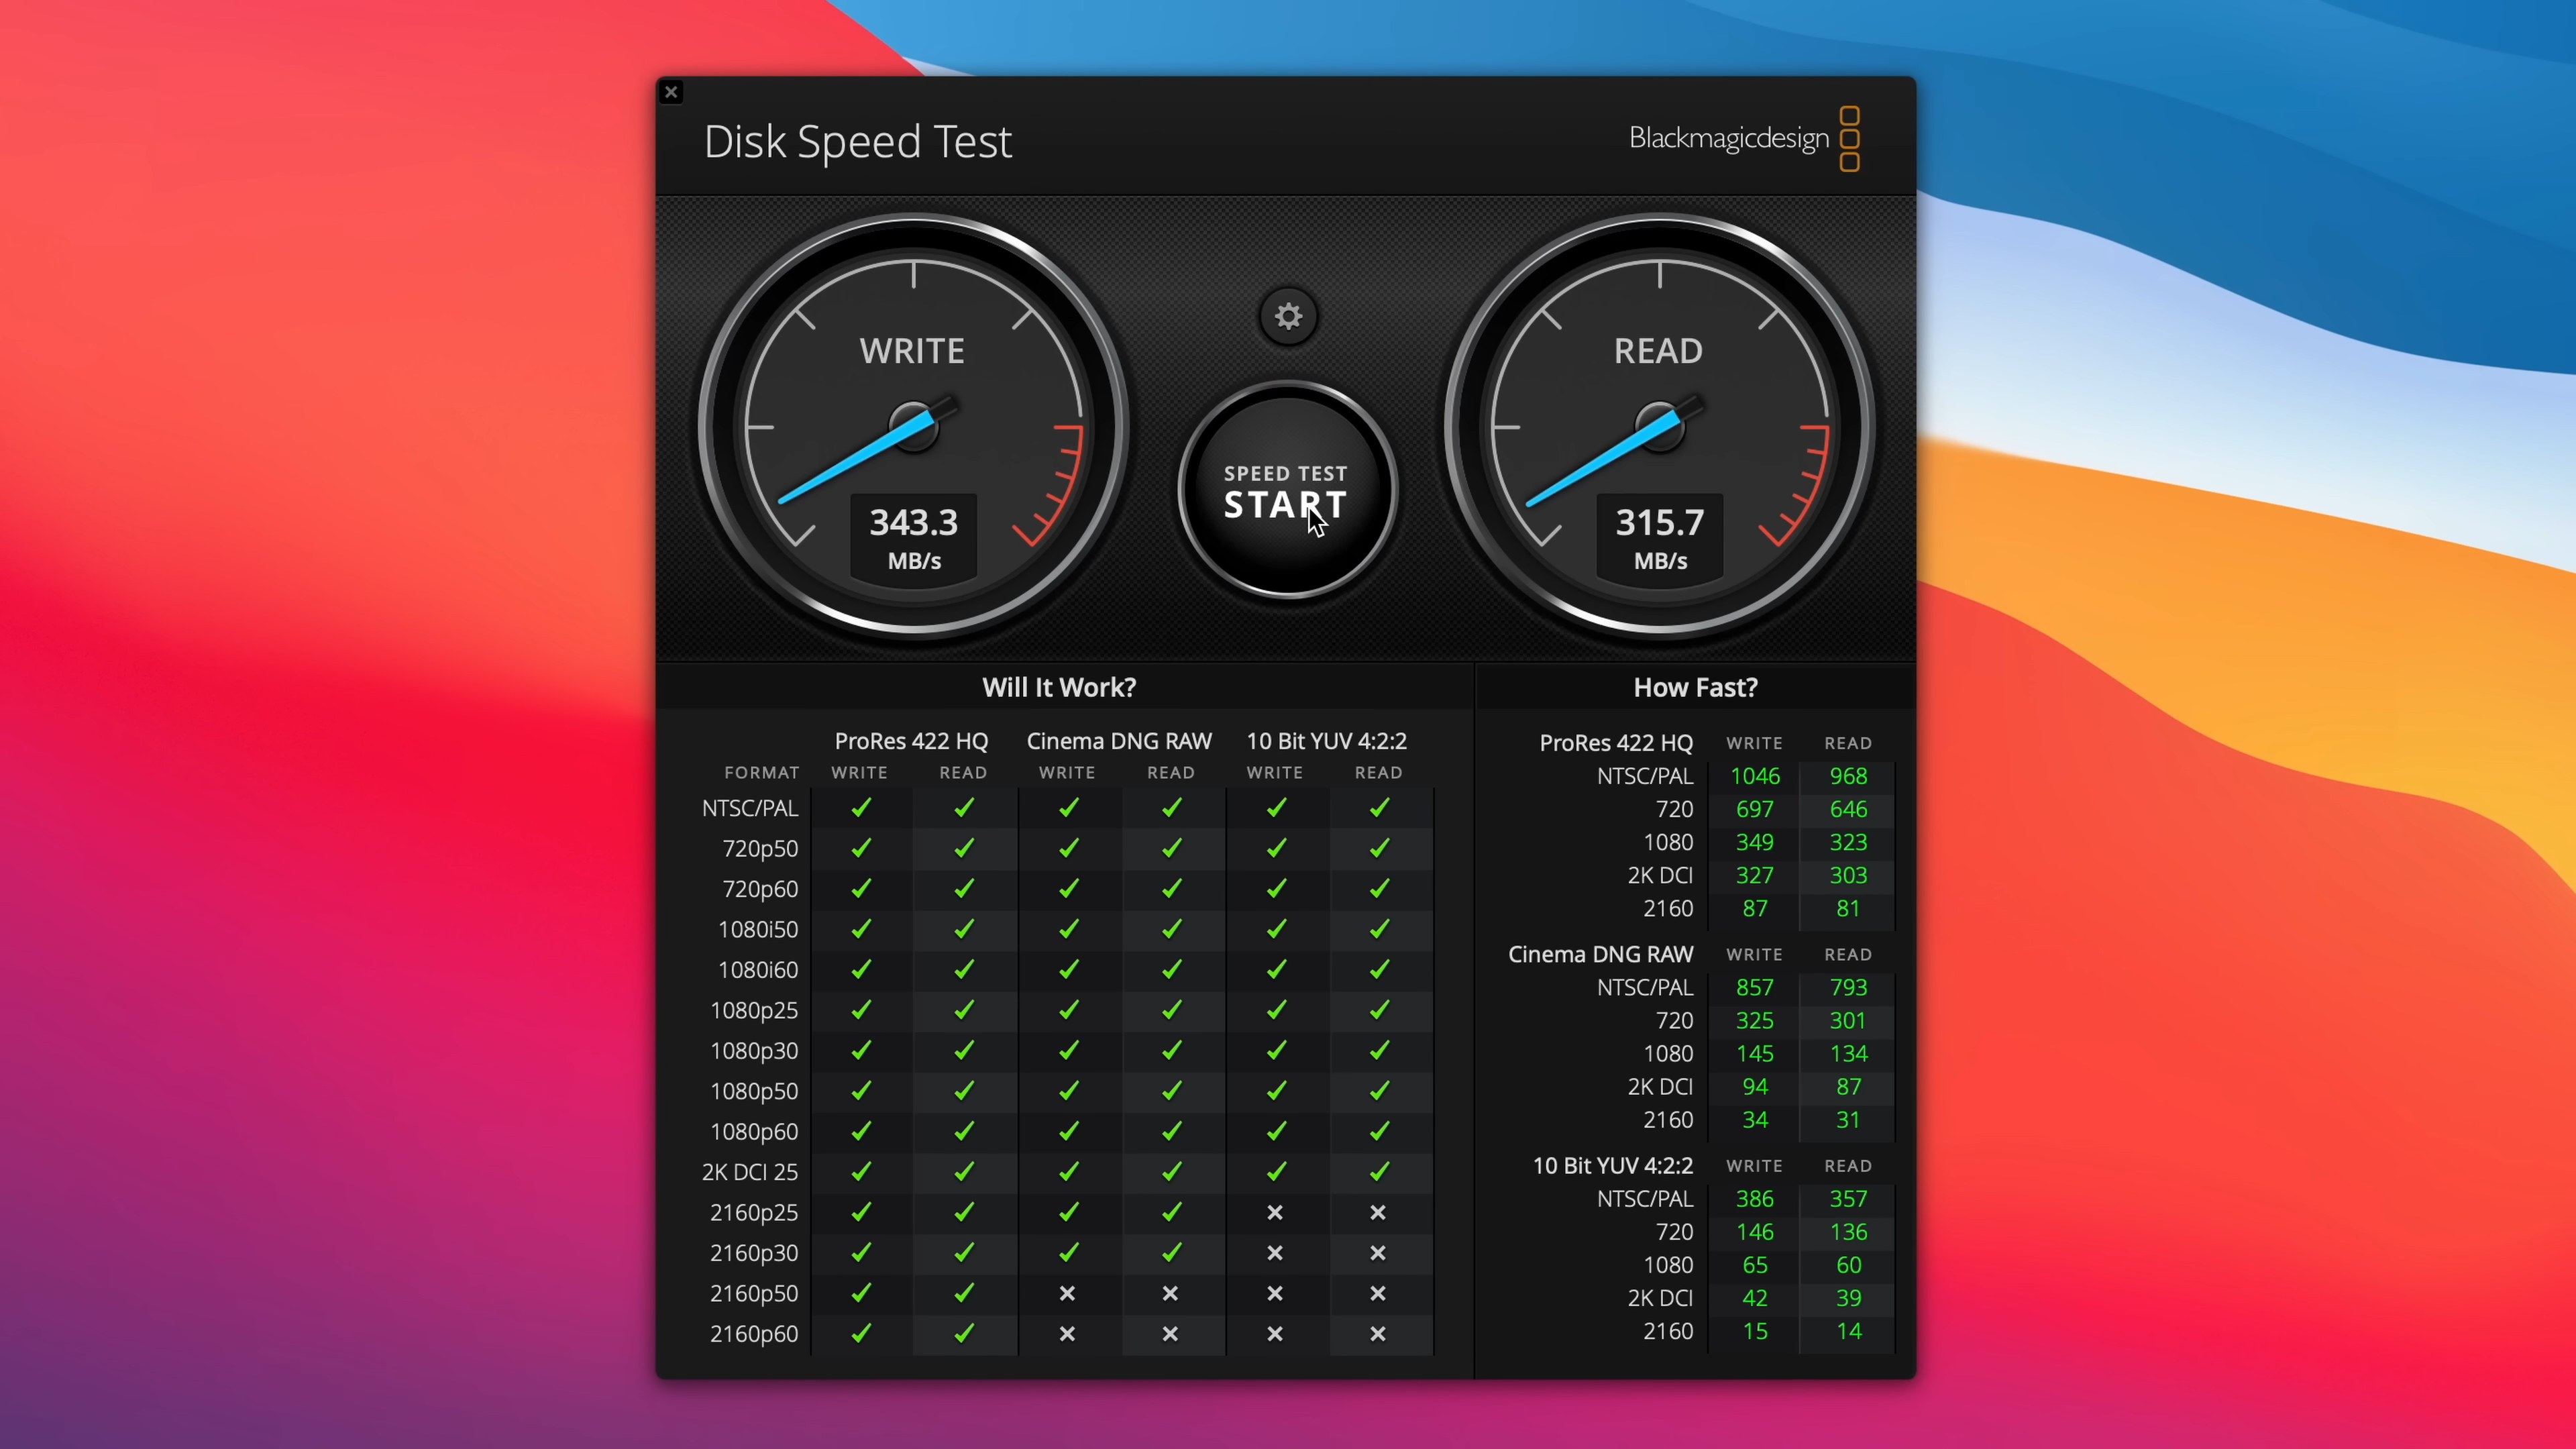 Disk Speed Test
Blackmagicdesign
WRITE
343.3
MB/s
SPEED TEST
START
READ
315.7
MB/s
Will It Work?
ProRes 422 HQ Cinema DNG RAW 10 Bit YUV 4:2:2
FORMAT WRITE READ WRITE READ WRITE READ
NTSC/PAL
720p50
720p60
1080i50
1080i60
1080p25
1080p30
1080p50
1080p60
2K DCI 25
2160p25
2160p30
2160p50
2160p60
How Fast?
ProRes 422 HQ WRITE READ
NTSC/PAL 1046 968
720 697 646
1080 349 323
2K DCI 327 303
2160 87 81
Cinema DNG RAW WRITE READ
NTSC/PAL 857 793
720 325 301
1080 145 134
2K DCI 94 87
2160 34 31
10 Bit YUV 4:2:2 WRITE READ
NTSC/PAL 386 357
720 146 136
1080 65 60
2K DCI 42 39
2160 15 14